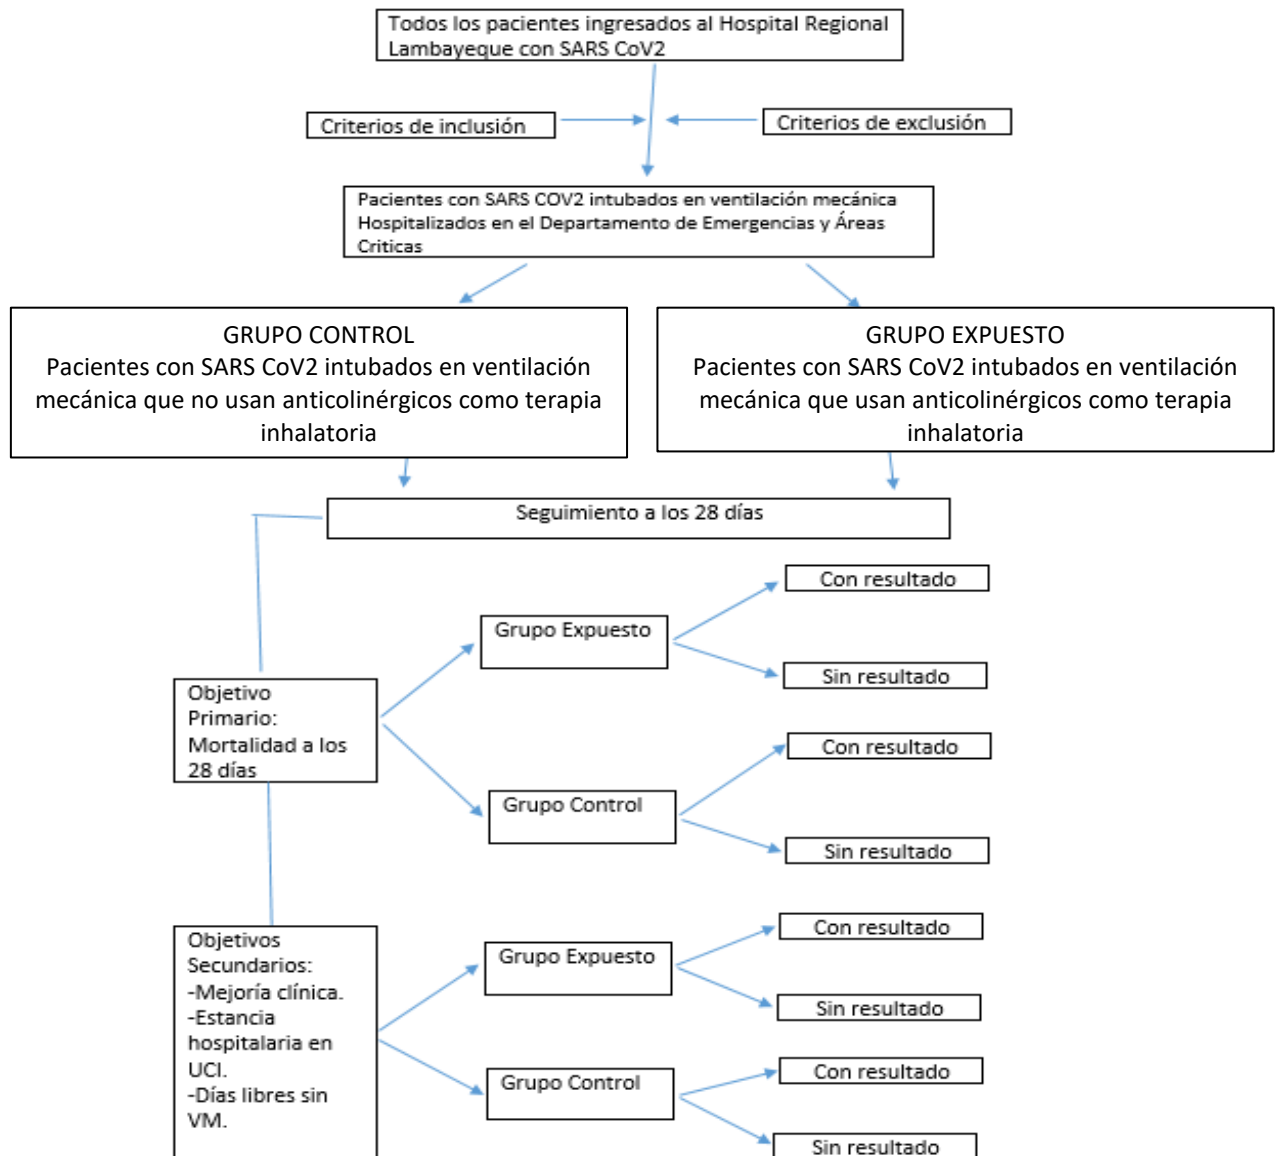 Todos los pacientes ingresados al Hospital Regional
Lambayeque con SARS CoV2
Criterios de inclusión
Criterios de exclusión
Pacientes con SARS COV2 intubados en ventilación mecánica
Hospitalizados en el Departamento de Emergencias y Áreas
Criticas
GRUPO CONTROL
Pacientes con SARS CoV2 intubados en ventilación
mecánica que no usan anticolinérgicos como terapia
inhalatoria
GRUPO EXPUESTO
Pacientes con SARS CoV2 intubados en ventilación
mecánica que usan anticolinérgicos como terapia
inhalatoria
Seguimiento a los 28 días
Objetivo
Primario:
Mortalidad a los
28 días
Grupo Expuesto
Con resultado
Sin resultado
Grupo Control
Con resultado
Sin resultado
Objetivos
Secundarios:
-Mejoría clínica.
-Estancia
hospitalaria en
UCI.
-Días libres sin
VM.
Grupo Expuesto
Con resultado
Sin resultado
Grupo Control
Con resultado
Sin resultado